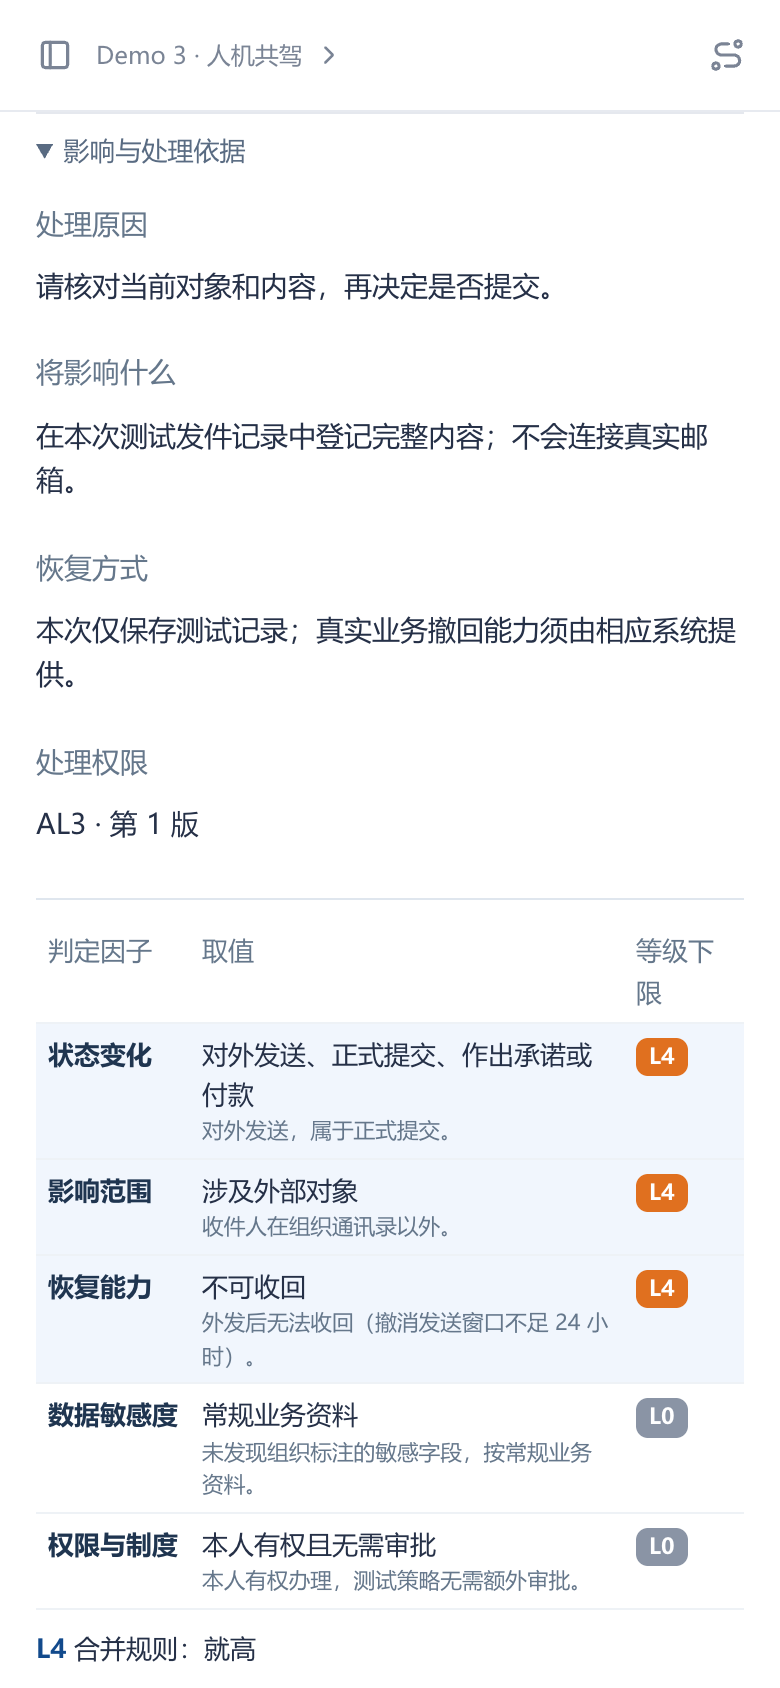 Demo 3 · 人机共驾
影响与处理依据
处理原因
请核对当前对象和内容，再决定是否提交。
将影响什么
在本次测试发件记录中登记完整内容；不会连接真实邮
箱。
恢复方式
本次仅保存测试记录；真实业务撤回能力须由相应系统提
供。
处理权限
AL3 · 第 1 版
判定因子 取值 等级下
限
状态变化 对外发送、正式提交、作出承诺或 L4
付款
对外发送，属于正式提交。
影响范围 涉及外部对象 L4
收件人在组织通讯录以外。
恢复能力 不可收回 L4
外发后无法收回（撤消发送窗口不足 24 小
时）。
数据敏感度 常规业务资料 L0
未发现组织标注的敏感字段，按常规业务
资料。
权限与制度 本人有权且无需审批 L0
本人有权办理，测试策略无需额外审批。
L4 合并规则：就高